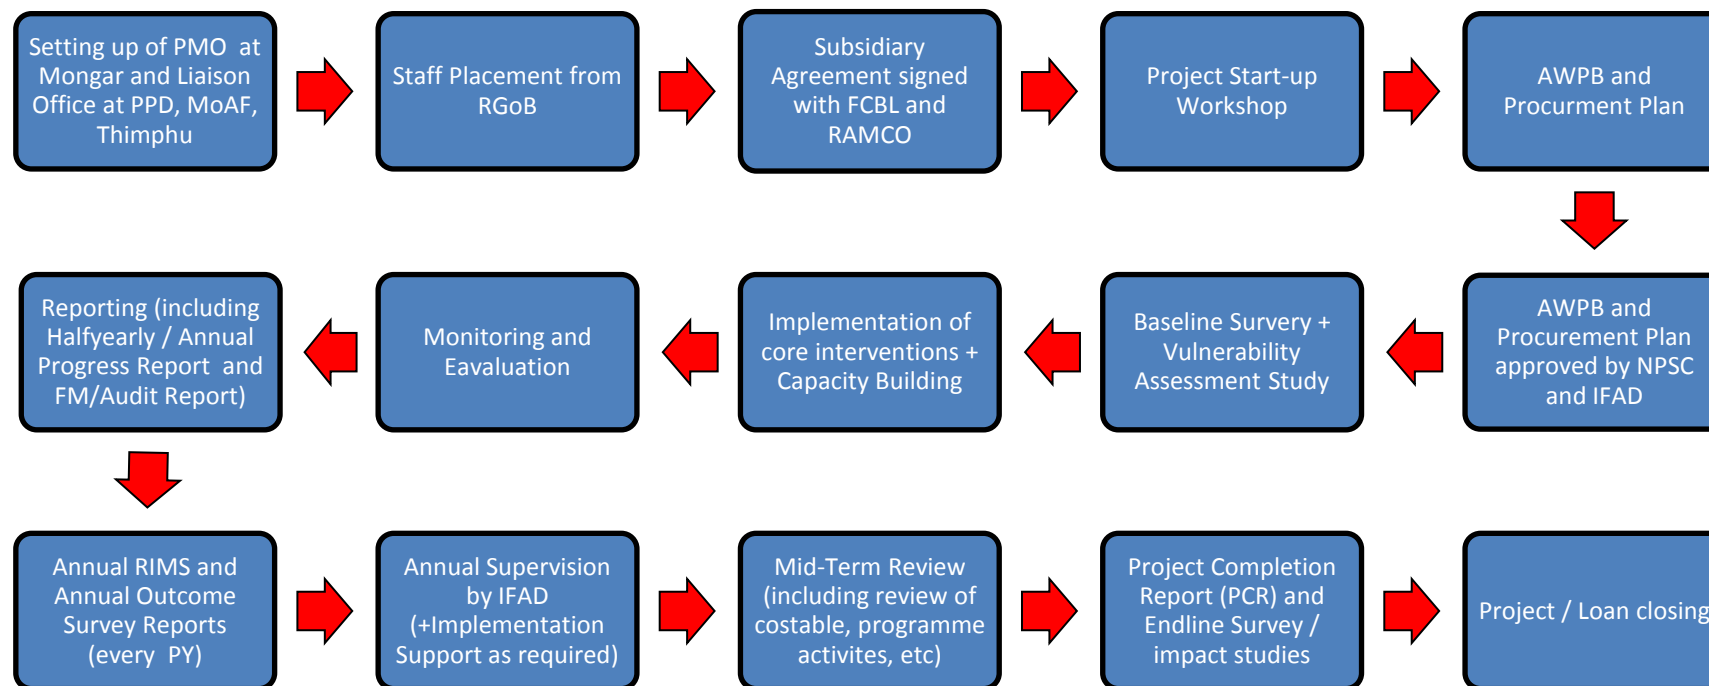 Setting up of PMO at
Mongar and Liaison
Office at PPD, MoAF,
Thimphu
Staff Placement from
RGoB
Subsidiary
Agreement signed
with FCBL and
RAMCO
Project Start-up
Workshop
AWPB and
Procurment Plan
AWPB and
Procurement Plan
approved by NPSC
and IFAD
Baseline Survery +
Vulnerability
Assessment Study
Implementation of
core interventions +
Capacity Building
Monitoring and
Eavaluation
Reporting (including
Halfyearly / Annual
Progress Report and
FM/Audit Report)
Annual RIMS and
Annual Outcome
Survey Reports
(every PY)
Annual Supervision
by IFAD
(+Implementation
Support as required)
Mid-Term Review
(including review of
costable, programme
activites, etc)
Project Completion
Report (PCR) and
Endline Survey /
impact studies
Project / Loan closing